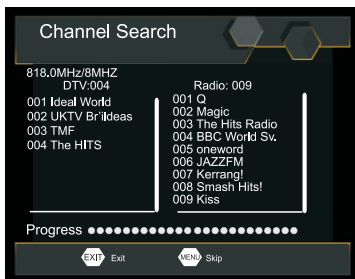 Channel Search
818.0MHz/8MHZ
DTV:004
001 Ideal World
002 UKTV Br'ildeas
003 TMF
004 The HITS
Radio: 009
001 Q
002 Magic
003 The Hits Radio
004 BBC World Sv.
005 oneword
006 JAZZFM
007 Kerrang!
008 Smash Hits!
009 Kiss
Progress
EXIT Exit
MENU Skip